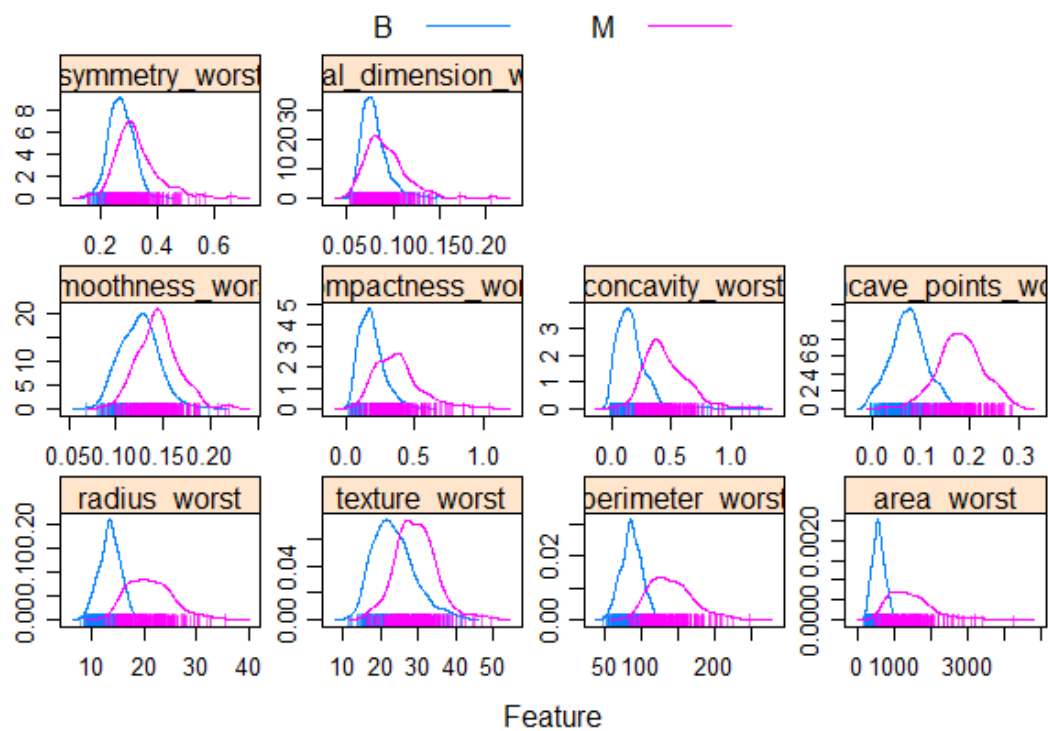 B M
symmetry_worst al_dimension_w
0 2 4 6 8 0 10 20 30
0.2 0.4 0.6 0.05 0.10 0.15 0.20
moothness_wors ompactness_wor concavity_worst cave_points_wo
0 5 10 20 0 1 2 3 4 5 0 1 2 3 0 2 4 6 8
0.05 0.10 0.15 0.20 0.0 0.5 1.0 0.0 0.5 1.0 0.0 0.1 0.2 0.3
radius_worst texture_worst perimeter_worst area_worst
0.00 0.10 0.20 0.00 0.04 0.00 0.02 0.0000 0.0020
10 20 30 40 10 20 30 40 50 50 100 200 0 1000 3000
Feature